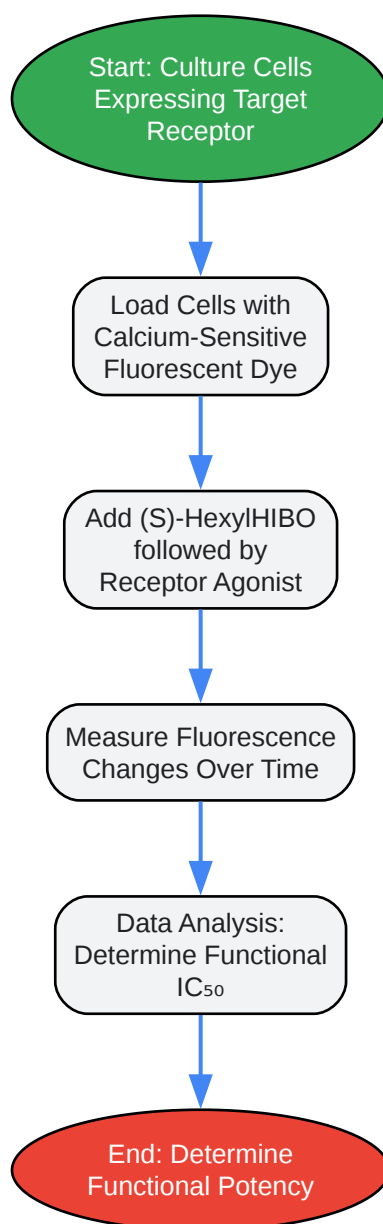 Start: Culture Cells
Expressing Target
Receptor
Load Cells with
Calcium-Sensitive
Fluorescent Dye
Add (S)-HexylHIBO
followed by
Receptor Agonist
Measure Fluorescence
Changes Over Time
Data Analysis:
Determine Functional
IC₅₀
End: Determine
Functional Potency